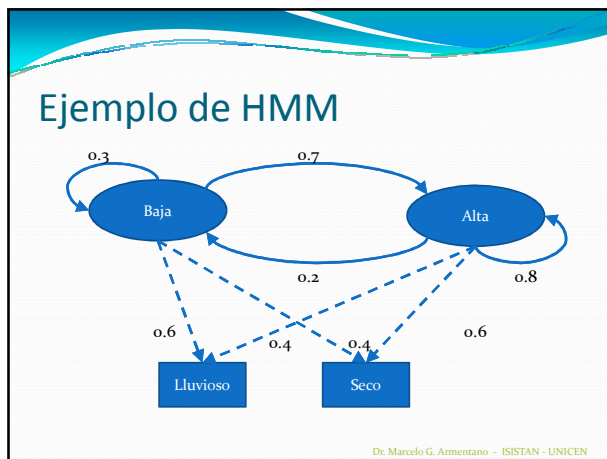 Ejemplo de HMM
0.3
0.7
Baja
Alta
0.2
0.8
0.6
0.4
0.4
0.6
Lluvioso
Seco
Dr. Marcelo G. Armentano - ISISTAN - UNICEN